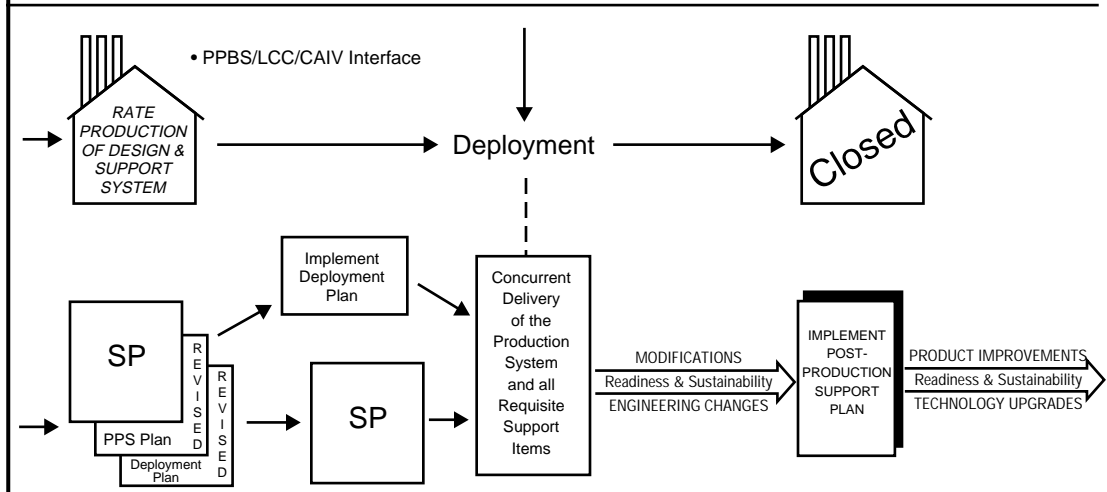 • PPBS/LCC/CAIV Interface
RATE
PRODUCTION
OF DESIGN &
SUPPORT
SYSTEM
Deployment
Closed
Implement
Deployment
Plan
SP
REVISED
PPS Plan
REVISED
Deployment
Plan
SP
Concurrent
Delivery
of the
Production
System
and all
Requisite
Support
Items
MODIFICATIONS
Readiness & Sustainability
ENGINEERING CHANGES
IMPLEMENT
POST-
PRODUCTION
SUPPORT
PLAN
PRODUCT IMPROVEMENTS
Readiness & Sustainability
TECHNOLOGY UPGRADES